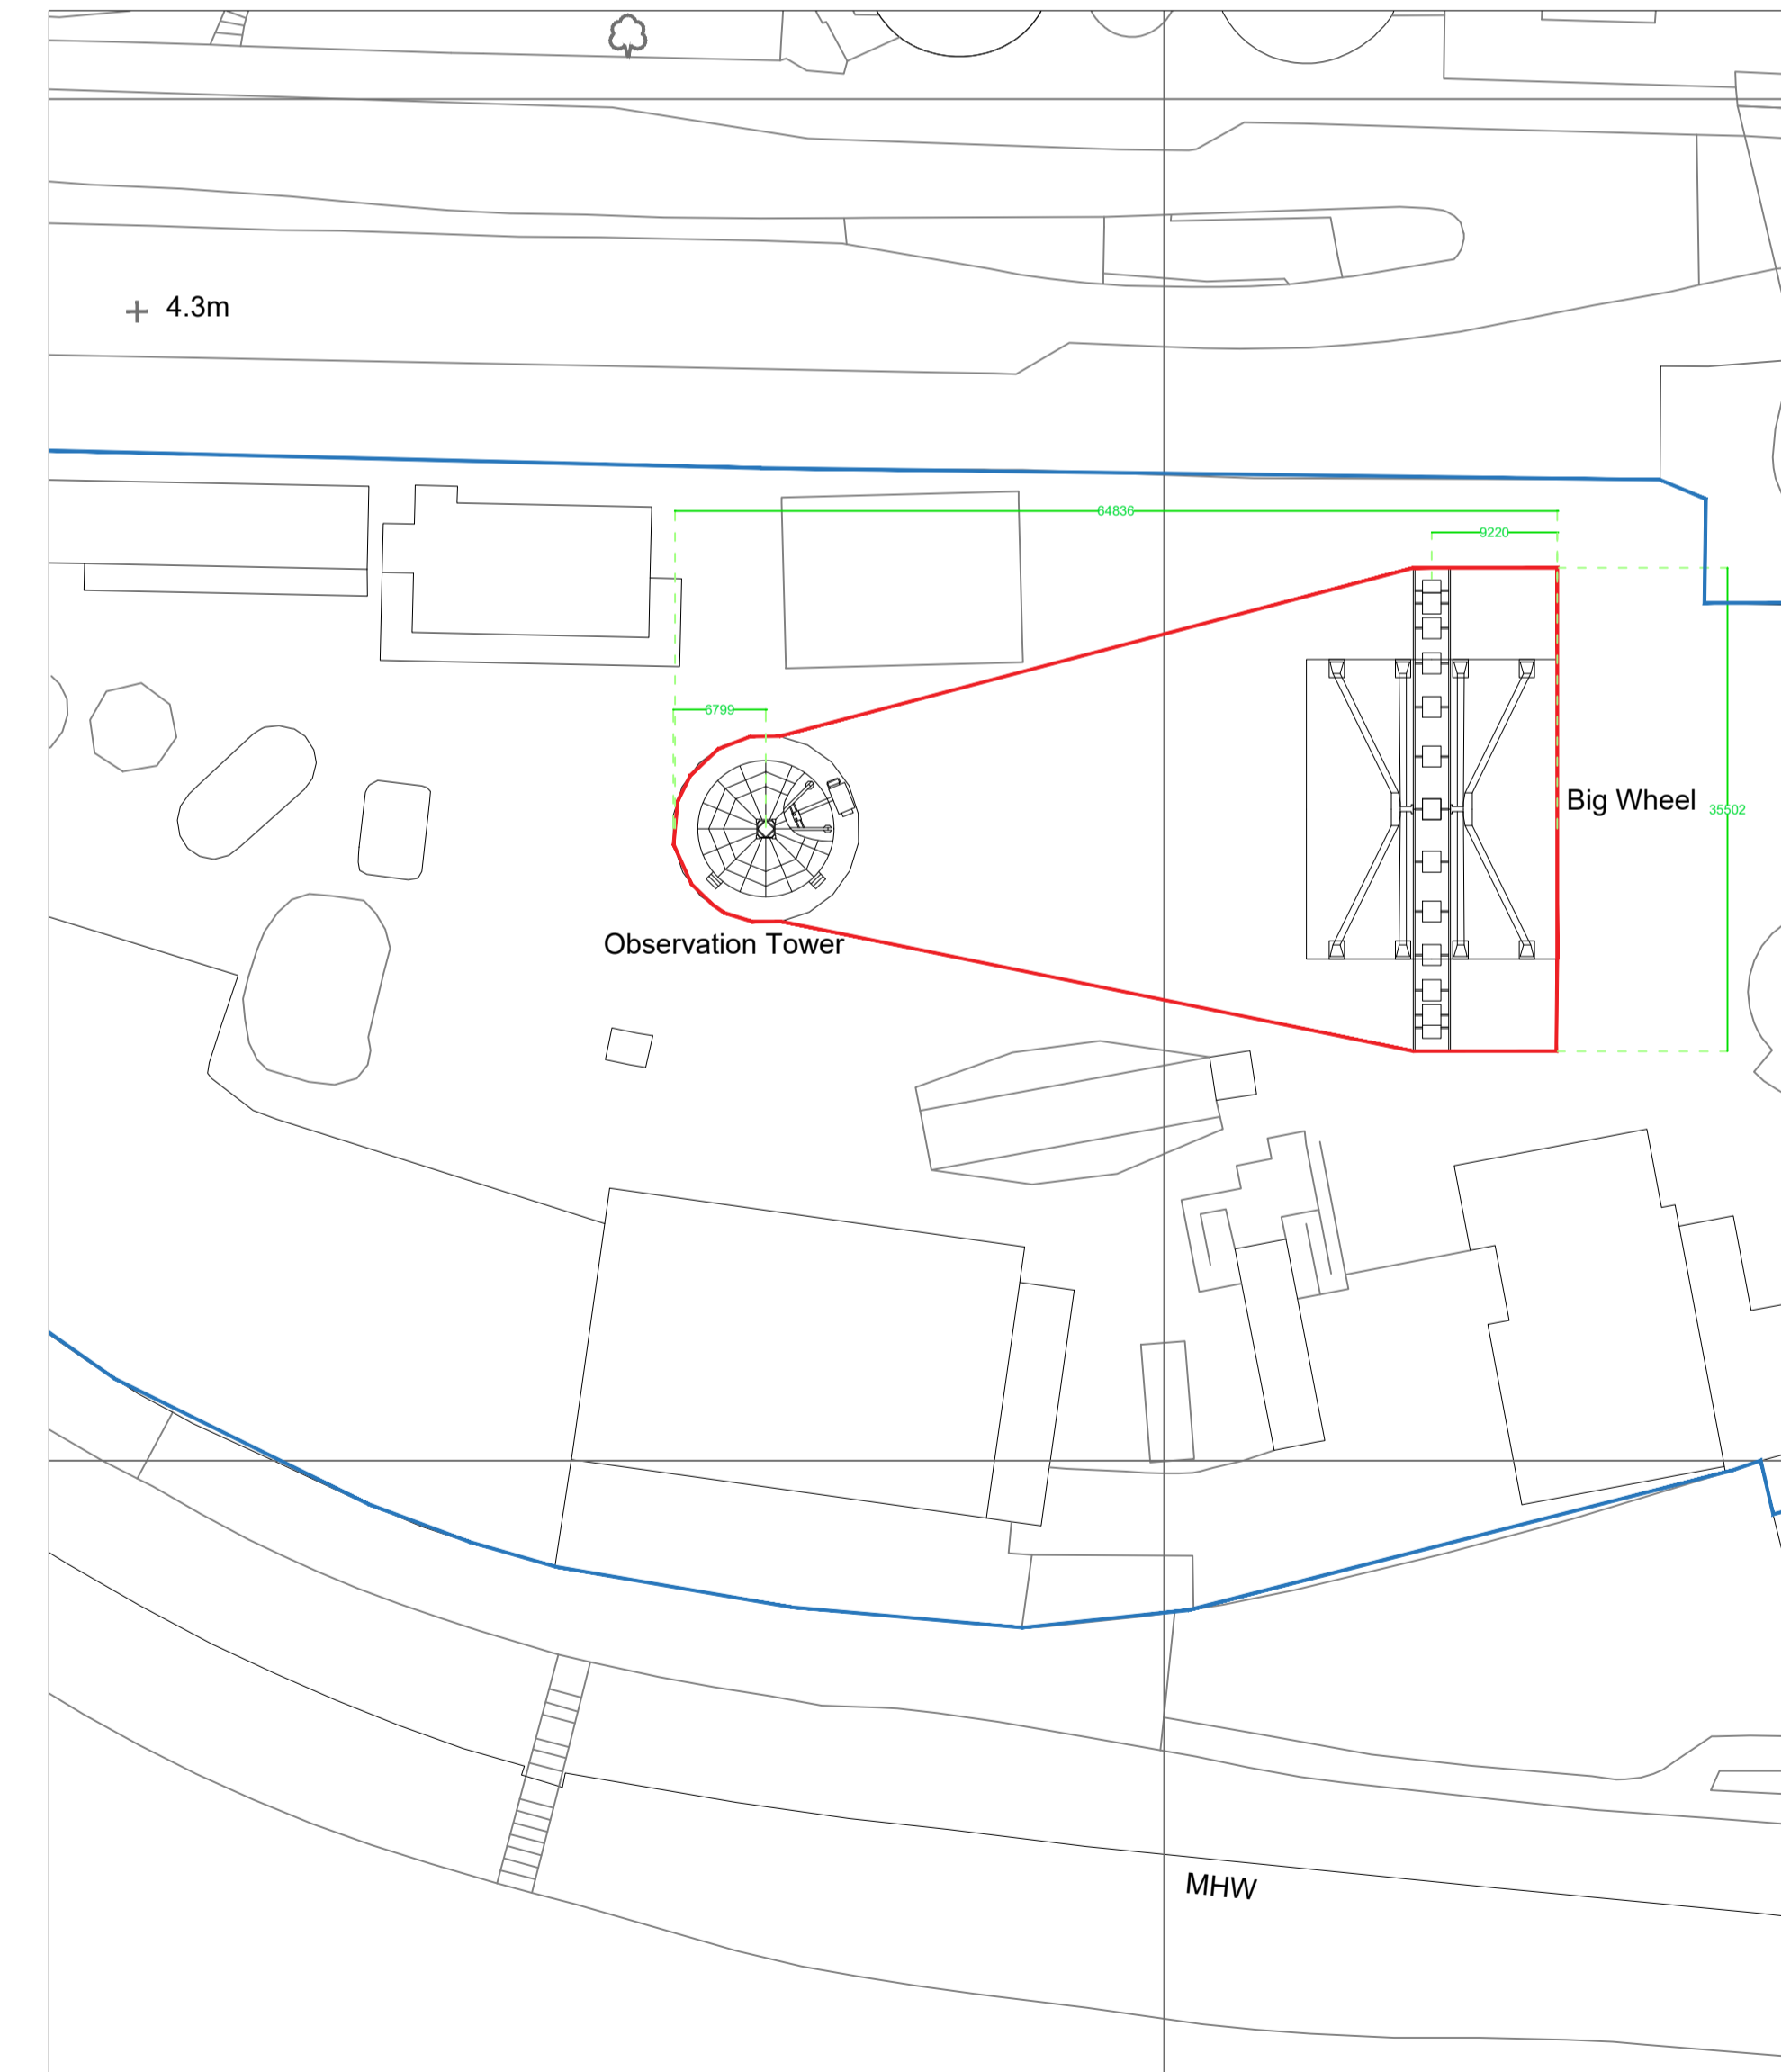 4.3m
64836
9220
6799
Big Wheel
35502
Observation Tower
MHW